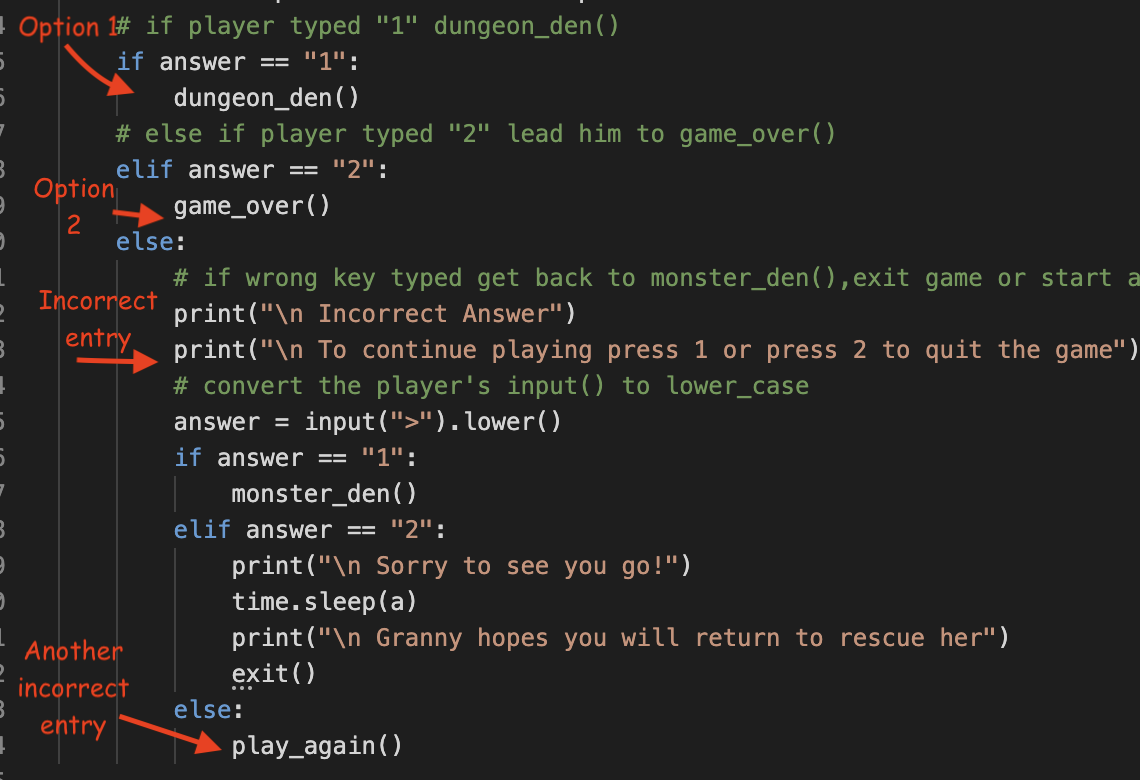 Option 1# if player typed "1" dungeon_den()
if answer == "1":
dungeon_den()
# else if player typed "2" lead him to game_over()
elif answer == "2":
Option
2
game_over()
else:
# if wrong key typed get back to monster_den(),exit game or start a
Incorrect
entry
print("\n Incorrect Answer")
print("\n To continue playing press 1 or press 2 to quit the game")
# convert the player's input() to lower_case
answer = input(">").lower()
if answer == "1":
monster_den()
elif answer == "2":
print("\n Sorry to see you go!")
time.sleep(a)
print("\n Granny hopes you will return to rescue her")
exit()
Another
incorrect
entry
else:
play_again()